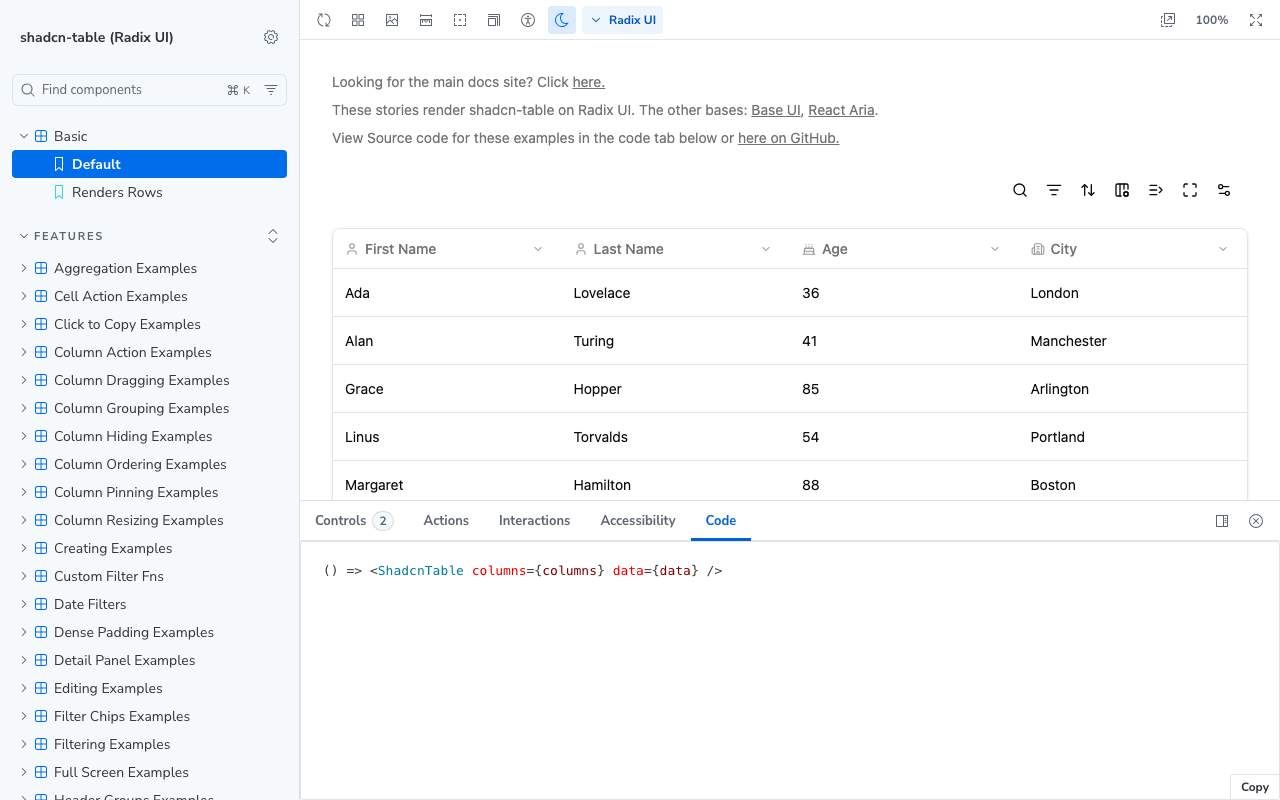 shadcn-table (Radix UI)
Find components
⌘ K
Basic
Default
Renders Rows
FEATURES
Aggregation Examples
Cell Action Examples
Click to Copy Examples
Column Action Examples
Column Dragging Examples
Column Grouping Examples
Column Hiding Examples
Column Ordering Examples
Column Pinning Examples
Column Resizing Examples
Creating Examples
Custom Filter Fns
Date Filters
Dense Padding Examples
Detail Panel Examples
Editing Examples
Filter Chips Examples
Filtering Examples
Full Screen Examples
Header Groups Examples
Radix UI
100%
Looking for the main docs site? Click here.
These stories render shadcn-table on Radix UI. The other bases: Base UI, React Aria.
View Source code for these examples in the code tab below or here on GitHub.
First Name Last Name Age City
Ada Lovelace 36 London
Alan Turing 41 Manchester
Grace Hopper 85 Arlington
Linus Torvalds 54 Portland
Margaret Hamilton 88 Boston
Controls 2 Actions Interactions Accessibility Code
() => <ShadcnTable columns={columns} data={data} />
Copy